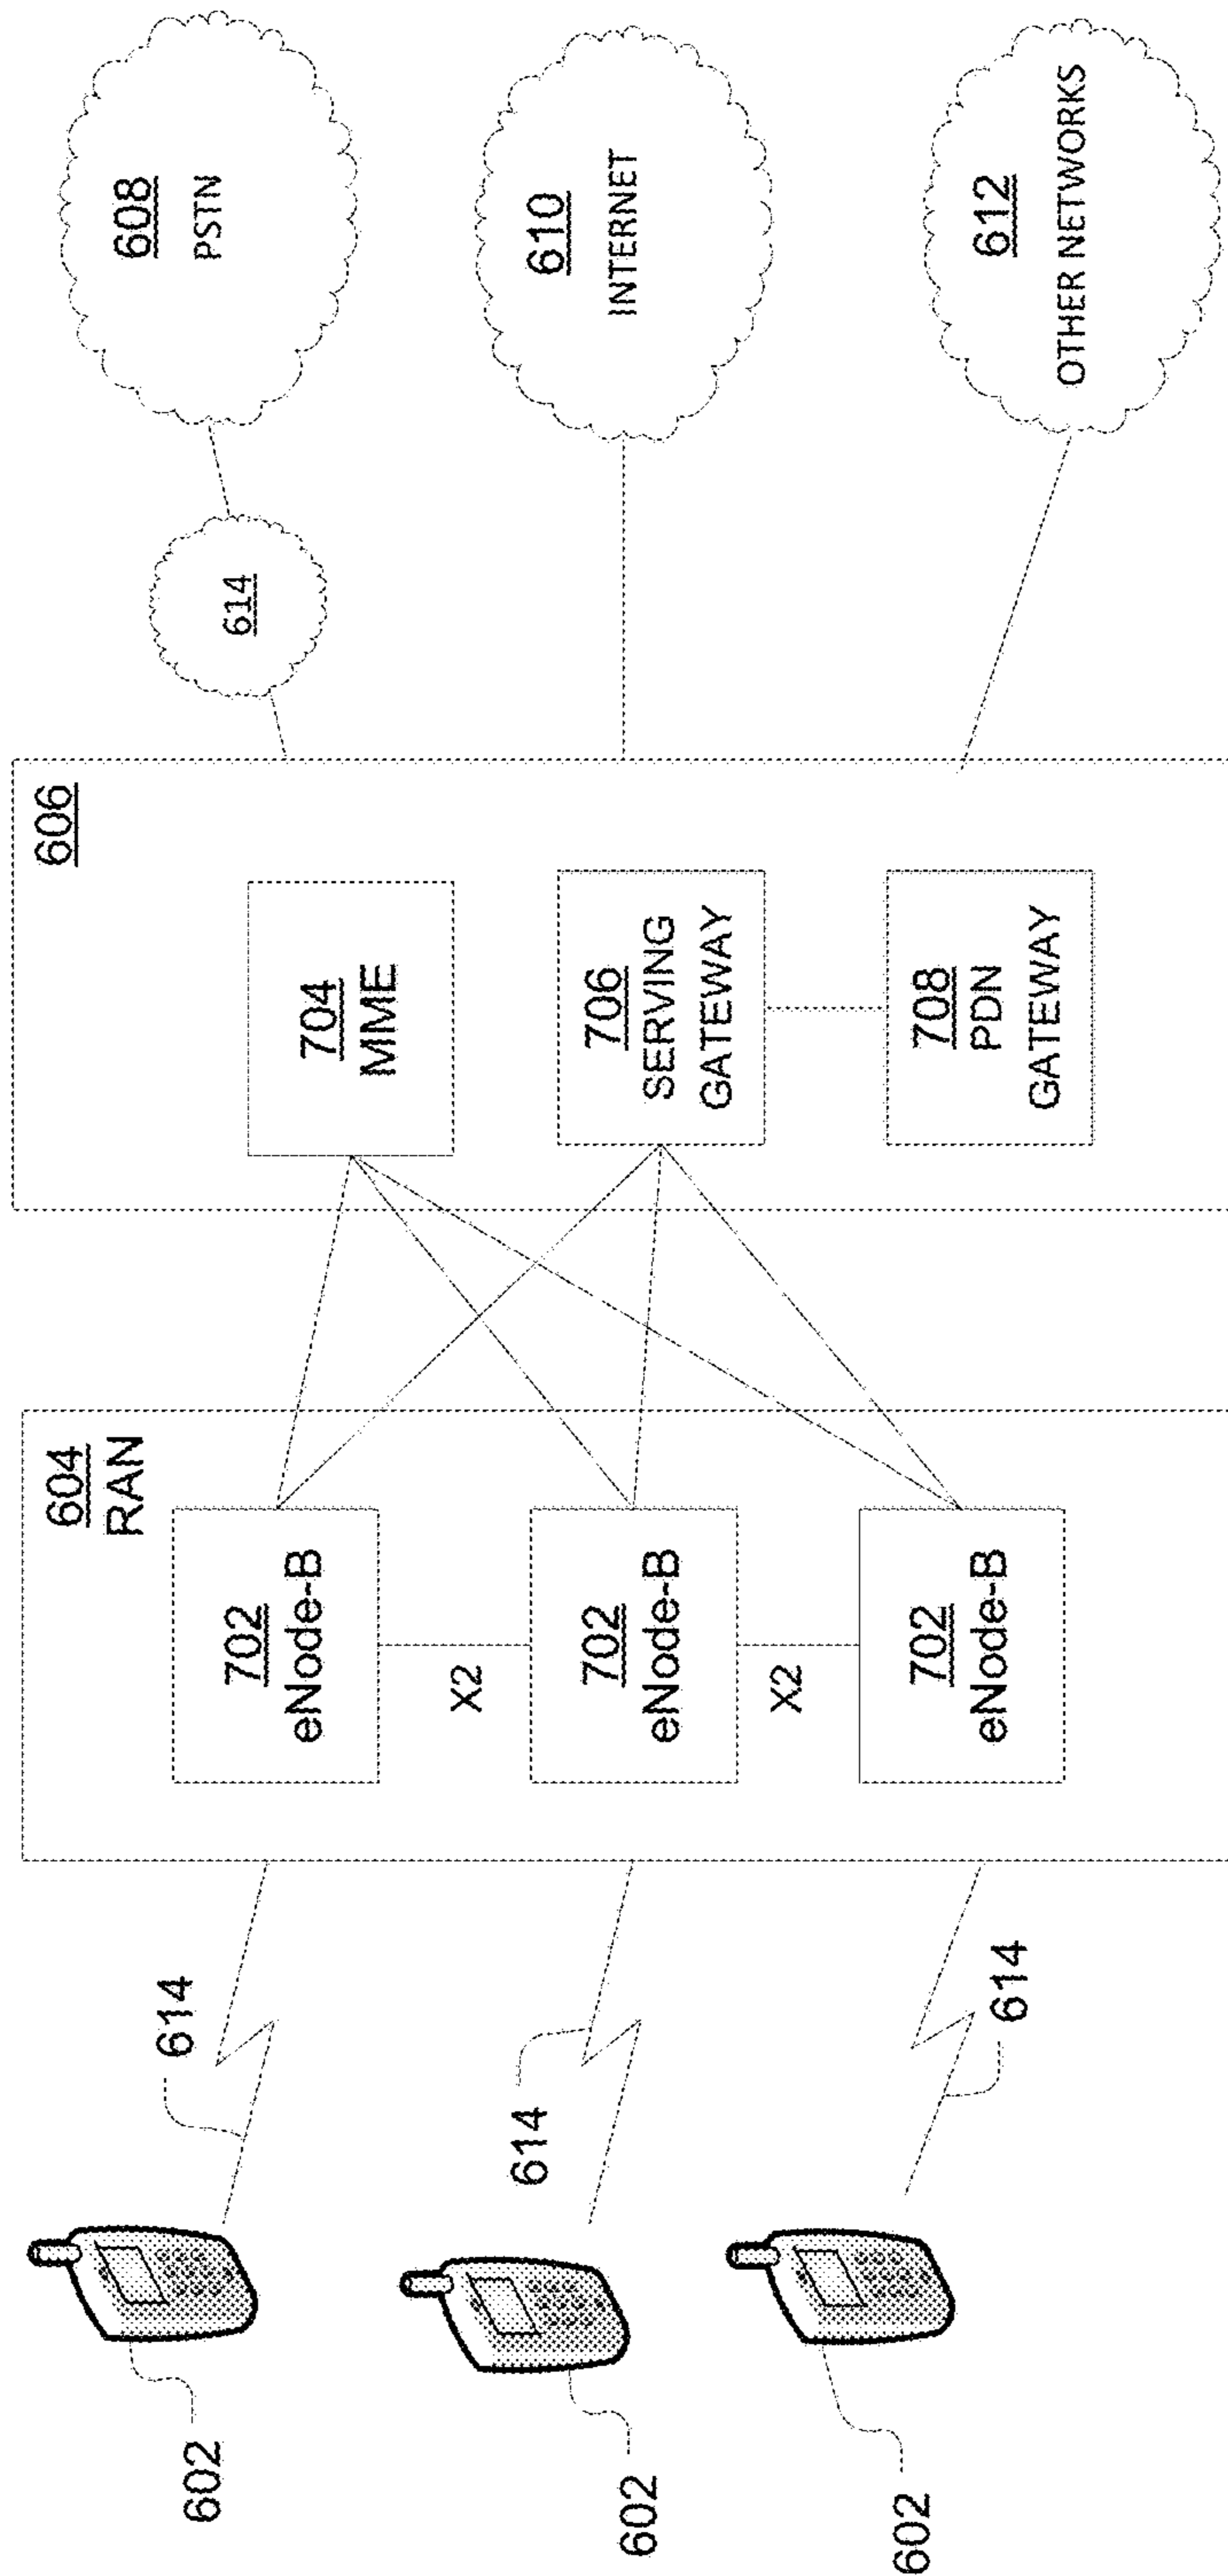 602
602
602
614
614
614
604
RAN
702
eNode-B
X2
702
eNode-B
X2
702
eNode-B
606
704
MME
706
SERVING
GATEWAY
708
PDN
GATEWAY
614
608
PSTN
610
INTERNET
612
OTHER NETWORKS